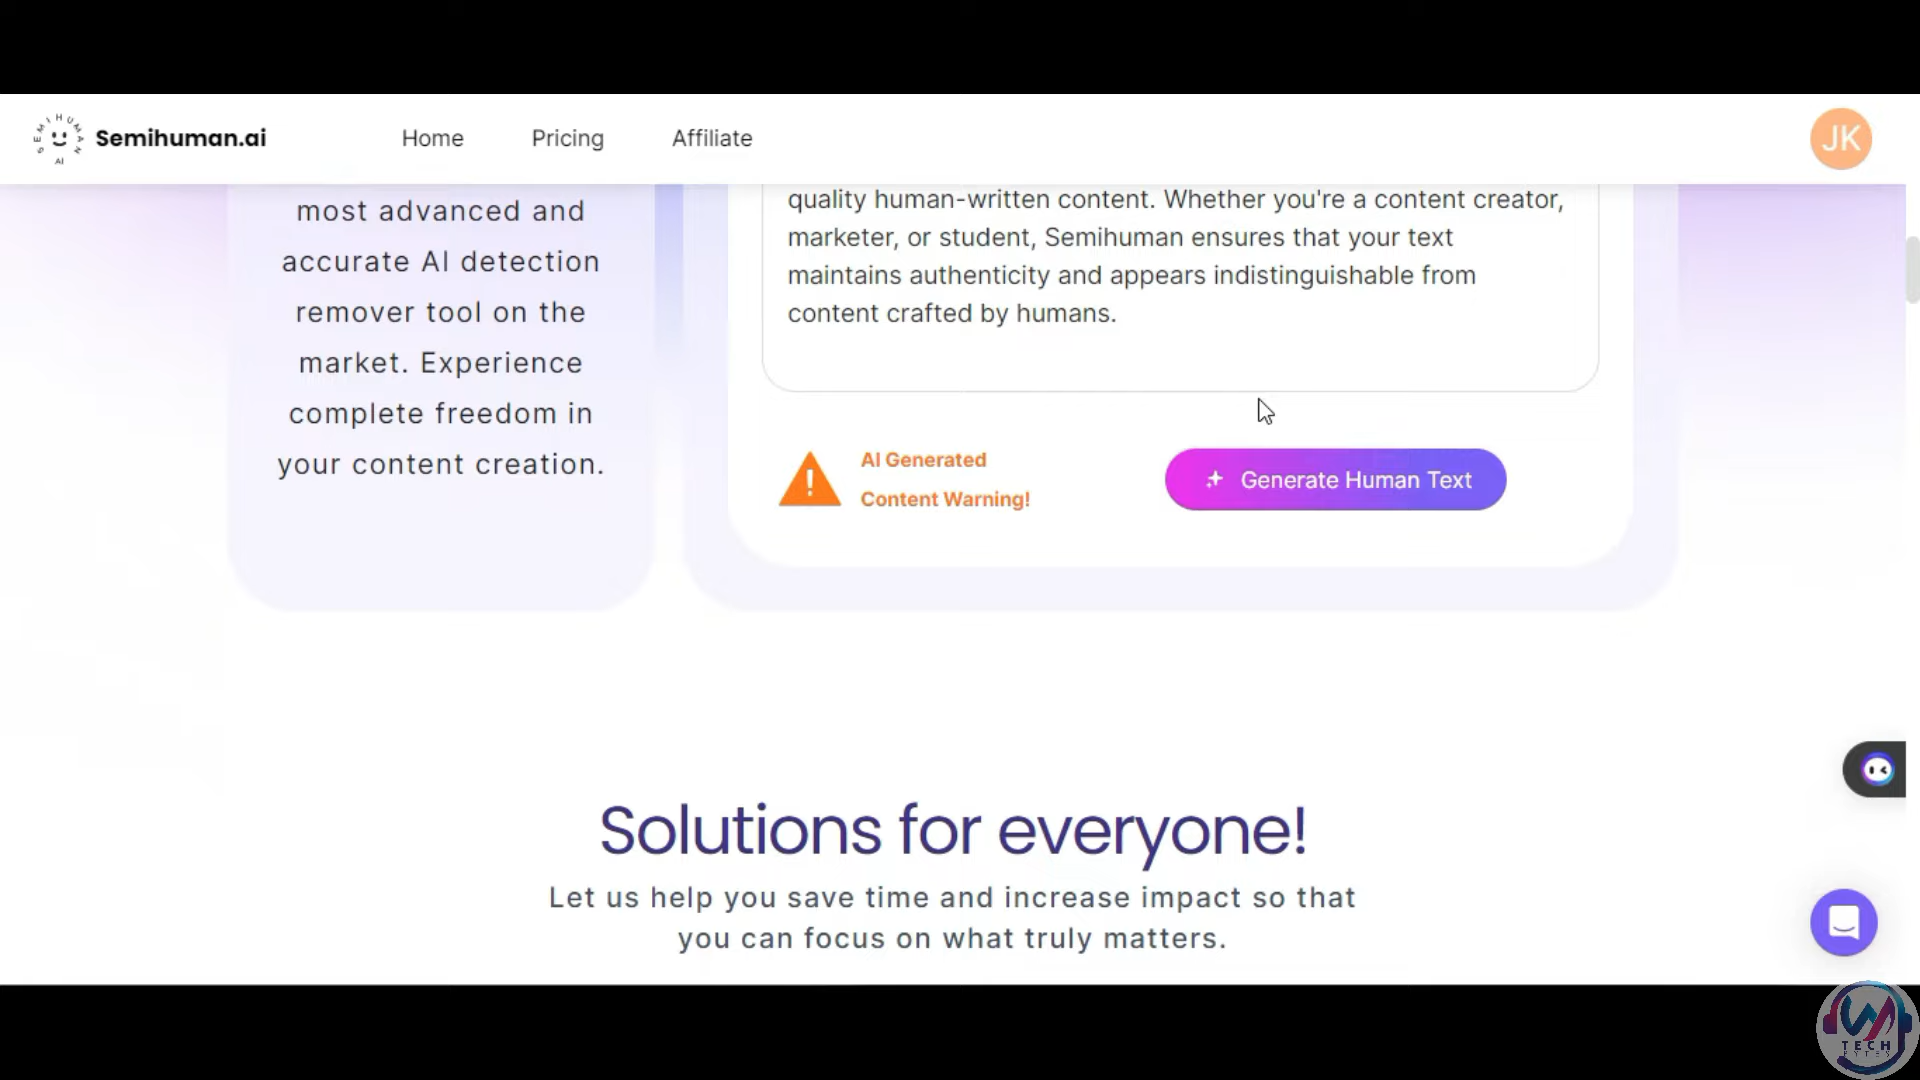 SEMIHUMAN AI
Semihuman.ai
Home
Pricing
Affiliate
JK
most advanced and
accurate AI detection
remover tool on the
market. Experience
complete freedom in
your content creation.
quality human-written content. Whether you're a content creator,
marketer, or student, Semihuman ensures that your text
maintains authenticity and appears indistinguishable from
content crafted by humans.
AI Generated
Content Warning!
Generate Human Text
Solutions for everyone!
Let us help you save time and increase impact so that
you can focus on what truly matters.
TECH
BYTES